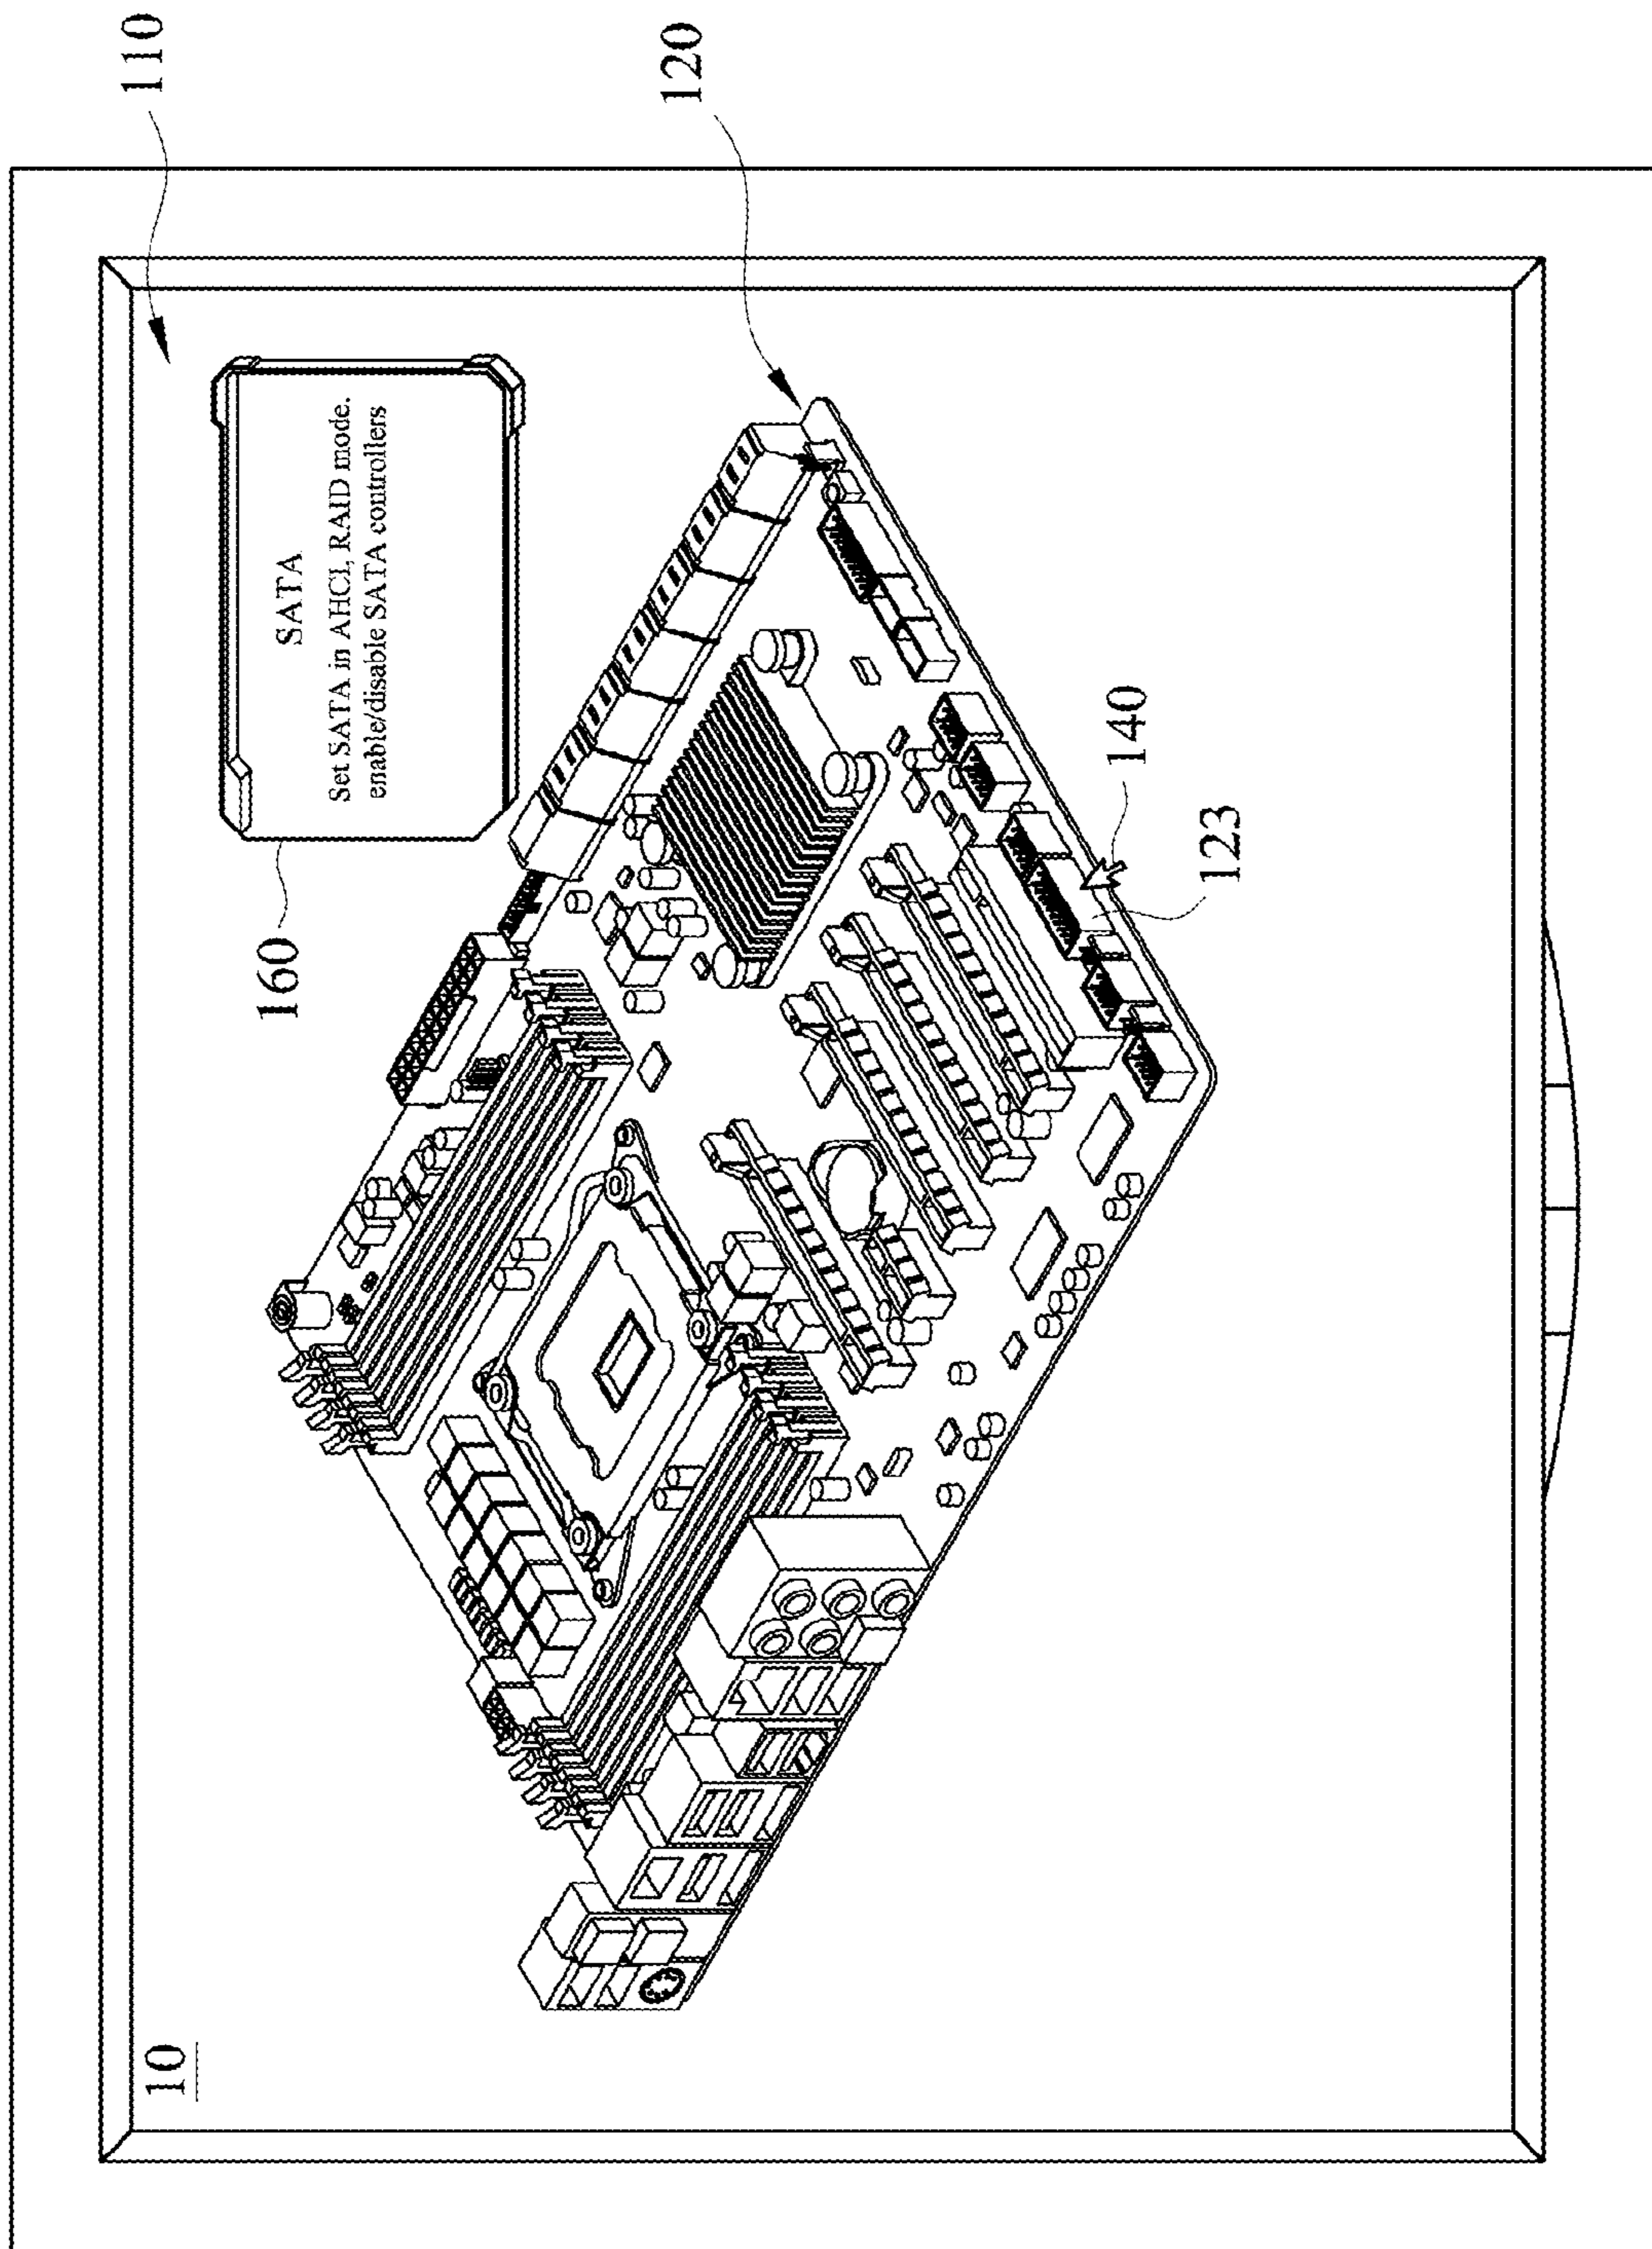 10
110
SATA
Set SATA in AHCI, RAID mode.
enable/disable SATA controllers
160
120
140
123